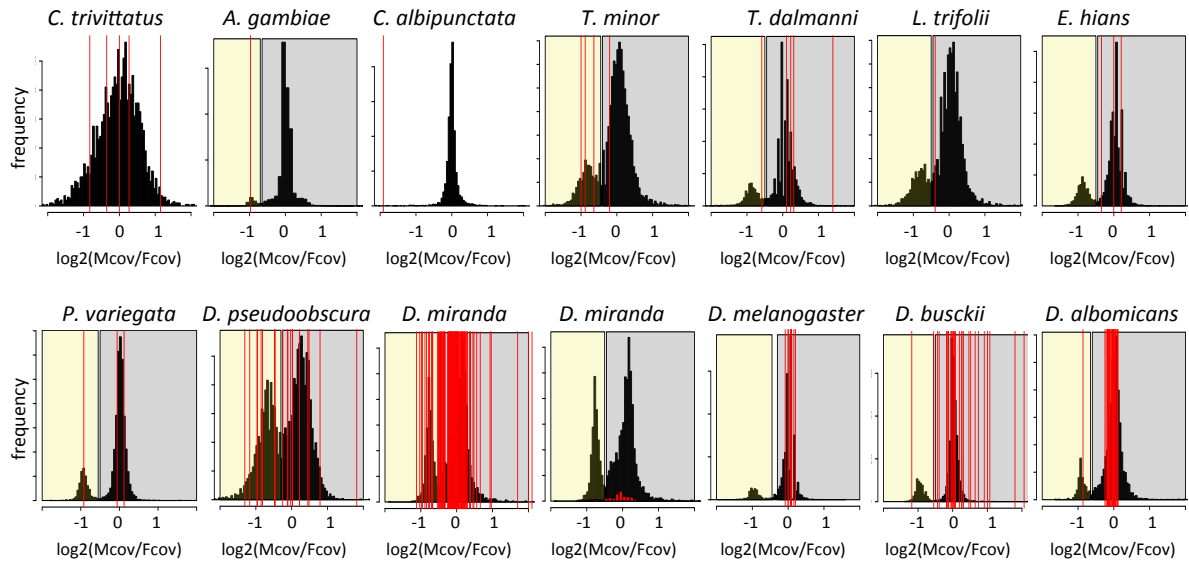 C. trivittatus A. gambiae C. albipunctata T. minor T. dalmanni L. trifolii E. hians
frequency
-1 0 1 -1 0 1 -1 0 1 -1 0 1 -1 0 1 -1 0 1 -1 0 1
log2(Mcov/Fcov) log2(Mcov/Fcov) log2(Mcov/Fcov) log2(Mcov/Fcov) log2(Mcov/Fcov) log2(Mcov/Fcov) log2(Mcov/Fcov)
P. variegata D. pseudoobscura D. miranda D. miranda D. melanogaster D. busckii D. albomicans
frequency
-1 0 1 -1 0 1 -1 0 1 -1 0 1 -1 0 1 -1 0 1 -1 0 1
log2(Mcov/Fcov) log2(Mcov/Fcov) log2(Mcov/Fcov) log2(Mcov/Fcov) log2(Mcov/Fcov) log2(Mcov/Fcov) log2(Mcov/Fcov)